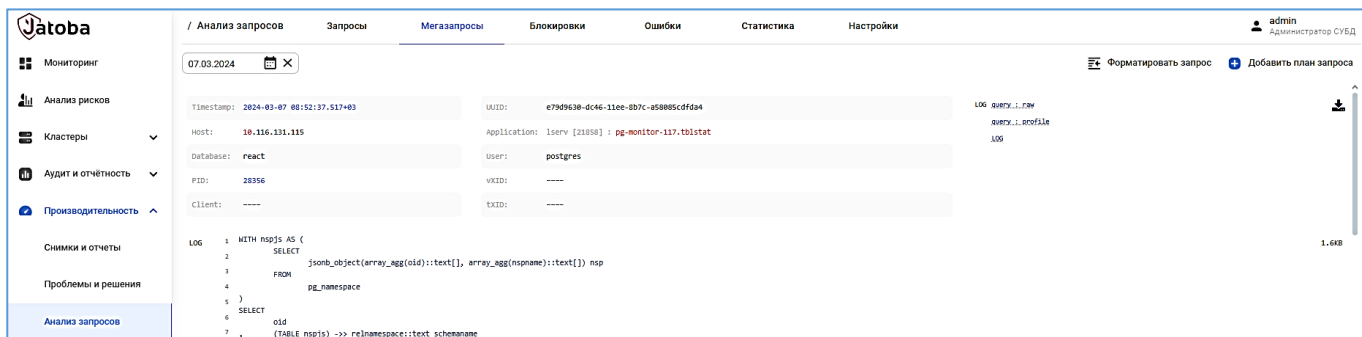 Jatoba
/ Анализ запросов Запросы Мегазапросы Блокировки Ошибки Статистика Настройки
admin
Администратор СУБД
Мониторинг
Анализ рисков
Кластеры
Аудит и отчётность
Производительность
Снимки и отчеты
Проблемы и решения
Анализ запросов
07.03.2024
Форматировать запрос Добавить план запроса
Timestamp: 2024-03-07 08:52:37.517+03 UUID: e79d9630-dc46-11ee-8b7c-a58085cdfda4
Host: 10.116.131.115 Application: lserv [21858] : pg-monitor-117.tblstat
Database: react User: postgres
PID: 28356 vXID: ----
Client: ---- tXID: ----
LOG query : raw
query : profile
LOG
LOG 1 WITH nspjs AS (
2 SELECT
3 jsonb_object(array_agg(oid)::text[], array_agg(nspname)::text[]) nsp
4 FROM
5 pg_namespace
)
6 SELECT
oid
7 , (TABLE nspjs) ->> relnamespace::text schemaname
1.6KB